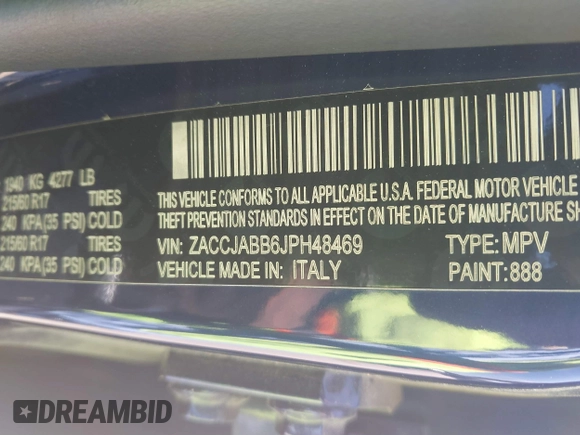 1940 KG 4277 LB
215/60 R17 TIRES
240 KPA(35 PSI) COLD
215/60 R17 TIRES
240 KPA(35 PSI) COLD
THIS VEHICLE CONFORMS TO ALL APPLICABLE U.S.A. FEDERAL MOTOR VEHICLE
THEFT PREVENTION STANDARDS IN EFFECT ON THE DATE OF MANUFACTURE
VIN: ZACCJABB6JPH48469 TYPE: MPV
VEHICLE MADE IN: ITALY PAINT: 888
DREAMBID